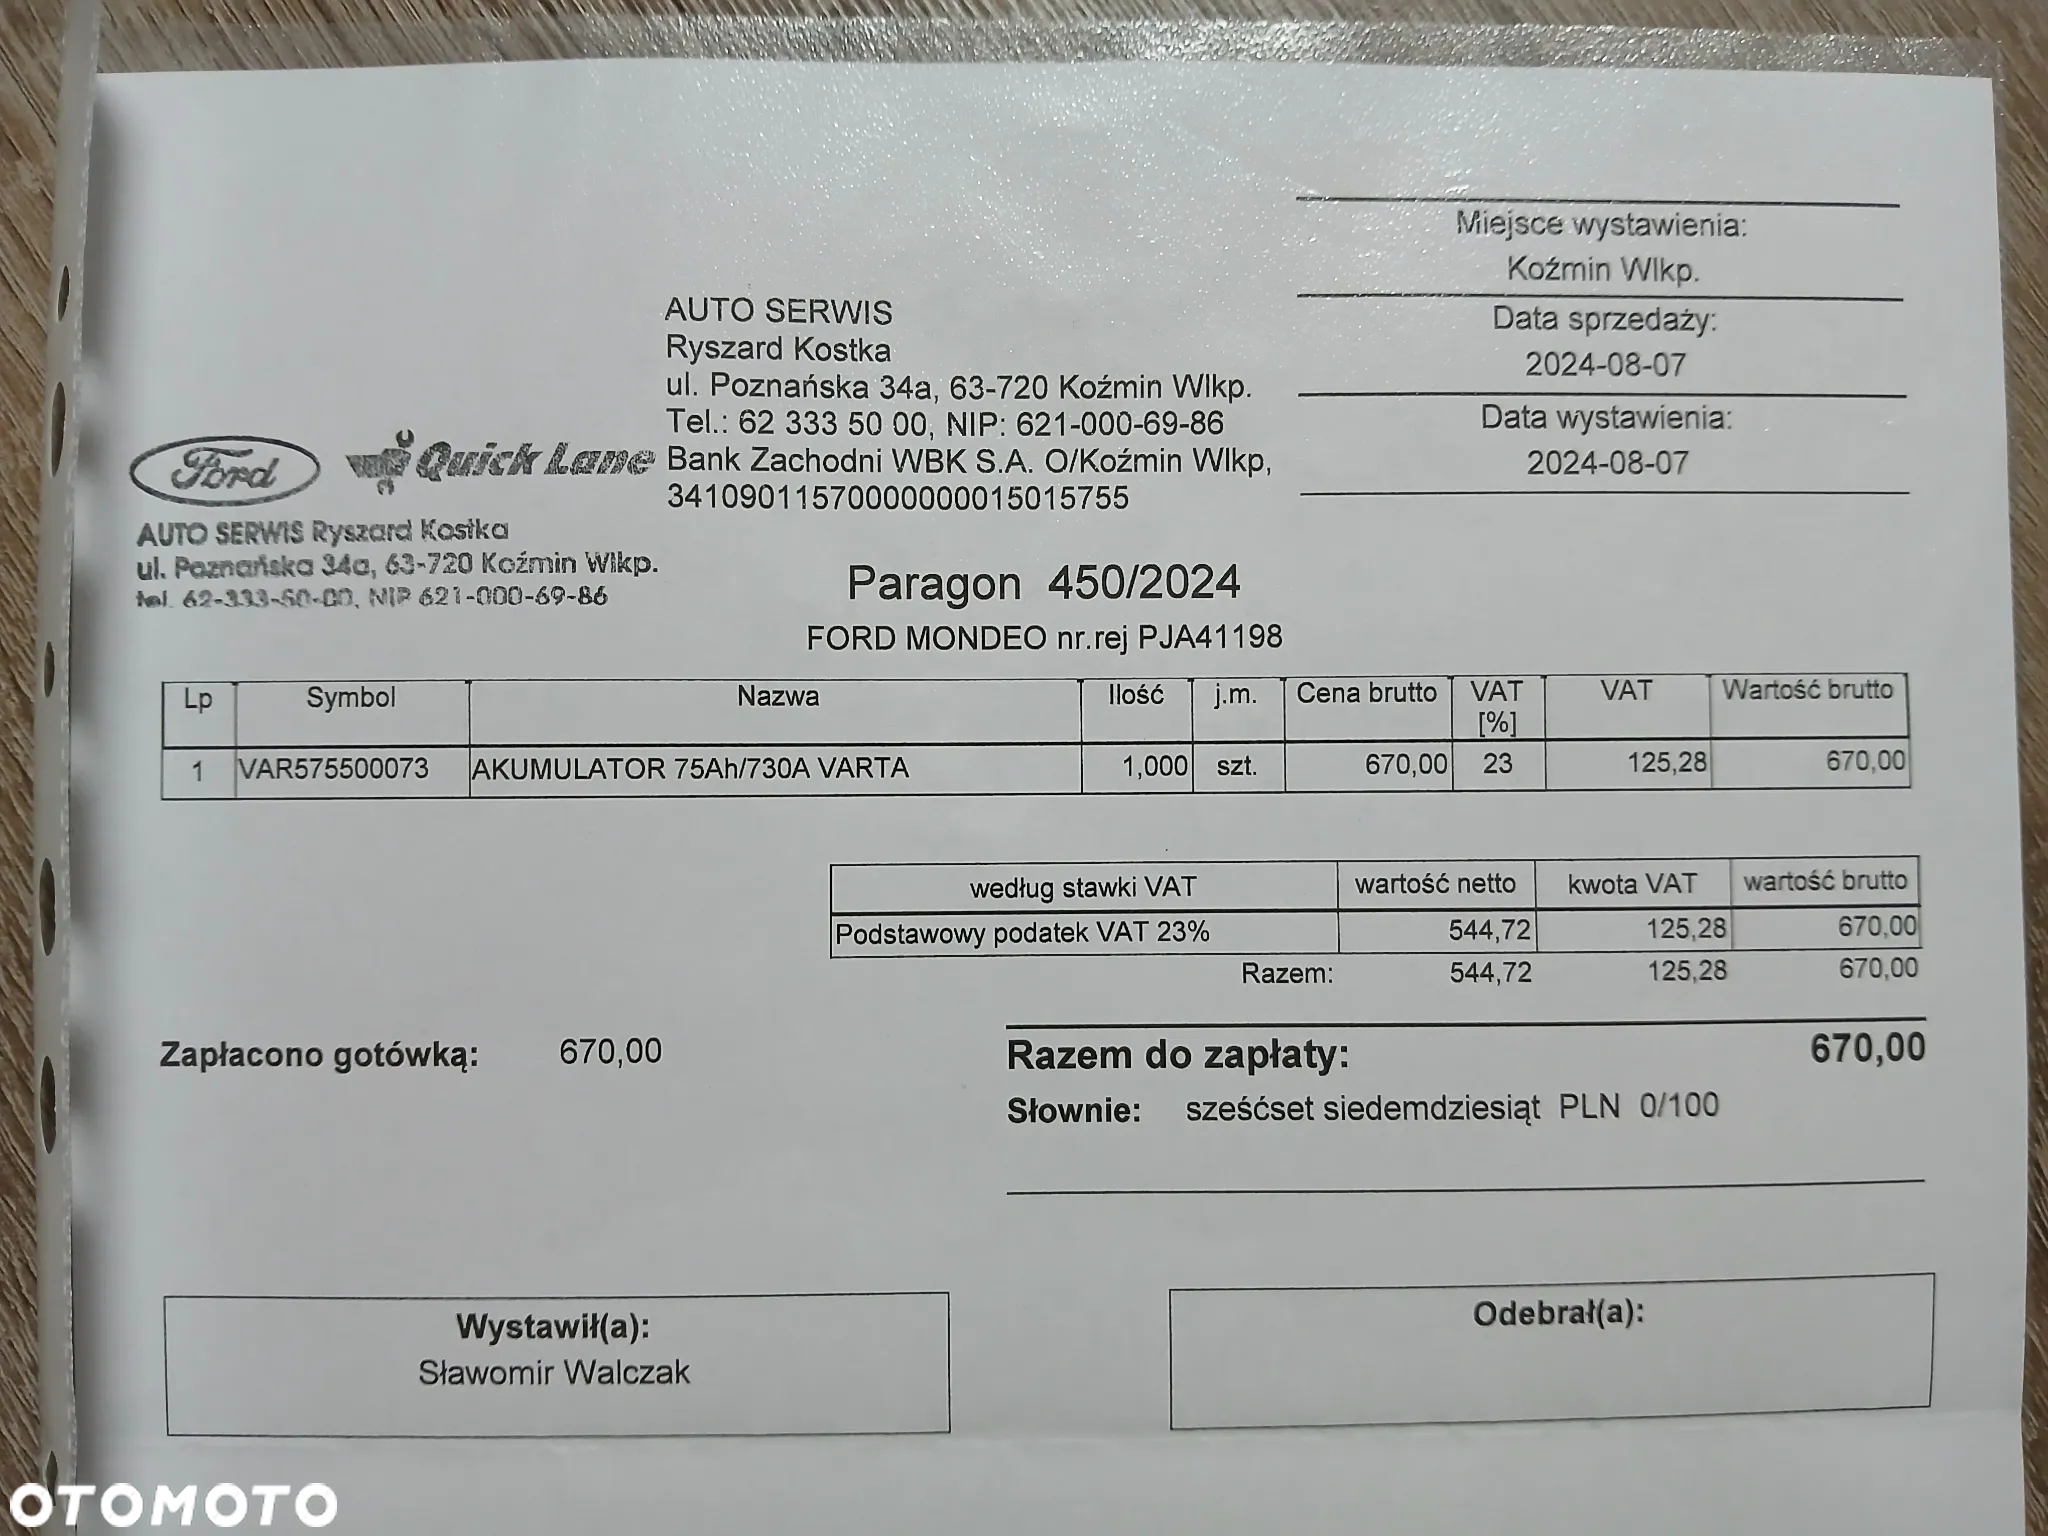 Miejsce wystawienia:
Koźmin Wlkp.
Data sprzedaży:
2024-08-07
Data wystawienia:
2024-08-07
AUTO SERWIS
Ryszard Kostka
ul. Poznańska 34a, 63-720 Koźmin Wlkp.
Tel.: 62 333 50 00, NIP: 621-000-69-86
Bank Zachodni WBK S.A. O/Koźmin Wlkp,
34109011570000000015015755
Ford Quick Lane
AUTO SERWIS Ryszard Kostka
ul. Poznańska 34a, 63-720 Koźmin Wlkp.
tel. 62-333-50-00, NIP 621-000-69-86
Paragon 450/2024
FORD MONDEO nr.rej PJA41198
Lp Symbol Nazwa Ilość j.m. Cena brutto VAT [%] VAT Wartość brutto
1 VAR575500073 AKUMULATOR 75Ah/730A VARTA 1,000 szt. 670,00 23 125,28 670,00
według stawki VAT wartość netto kwota VAT wartość brutto
Podstawowy podatek VAT 23% 544,72 125,28 670,00
Razem: 544,72 125,28 670,00
Zapłacono gotówką: 670,00
Razem do zapłaty: 670,00
Słownie: sześćset siedemdziesiąt PLN 0/100
Wystawił(a):
Sławomir Walczak
Odebrał(a):
OTOMOTO